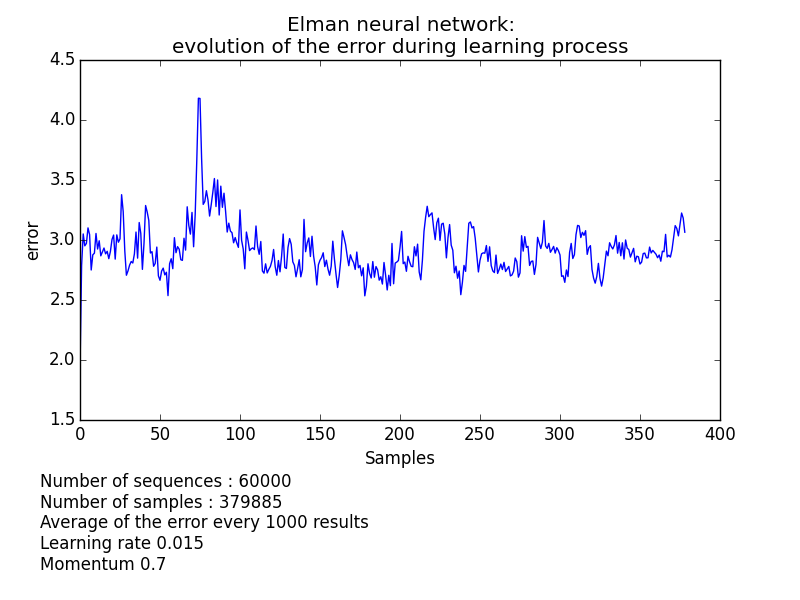 Elman neural network:
evolution of the error during learning process
4.5
4.0
3.5
3.0
2.5
2.0
1.5
error
0 50 100 150 200 250 300 350 400
Samples
Number of sequences : 60000
Number of samples : 379885
Average of the error every 1000 results
Learning rate 0.015
Momentum 0.7